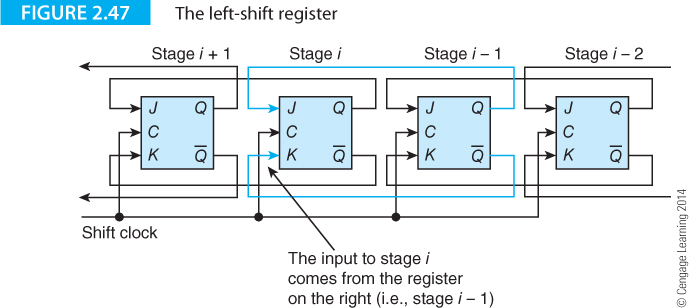 FIGURE 2.47 The left-shift register
Stage i + 1 Stage i Stage i – 1 Stage i – 2
J Q J Q J Q J Q
C C C C
K Q̅ K Q̅ K Q̅ K Q̅
Shift clock
The input to stage i
comes from the register
on the right (i.e., stage i – 1)
© Cengage Learning 2014